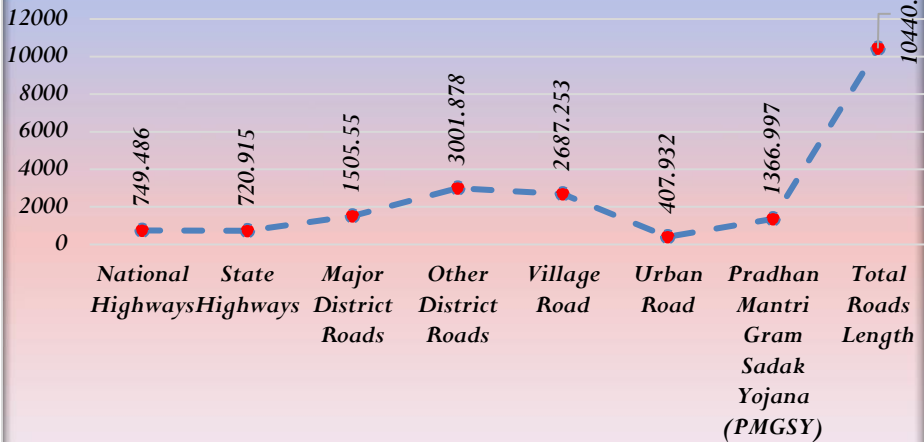 12000
10000
8000
6000
4000
2000
0
749.486
720.915
1505.55
3001.878
2687.253
407.932
1366.997
10440.
National
Highways
State
Highways
Major
District
Roads
Other
District
Roads
Village
Road
Urban
Road
Pradhan
Mantri
Gram
Sadak
Yojana
(PMGSY)
Total
Roads
Length